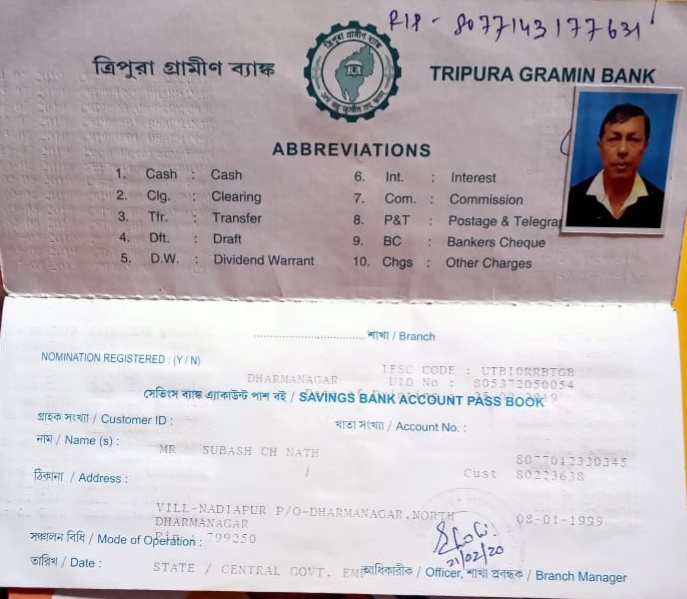 RIP - 8077143177631
ত্রিপুরা গ্রামীণ ব্যাঙ্ক
TRIPURA GRAMIN BANK
ABBREVIATIONS
1. Cash : Cash
2. Clg. : Clearing
3. Tfr. : Transfer
4. Dft. : Draft
5. D.W. : Dividend Warrant
6. Int. : Interest
7. Com. : Commission
8. P&T : Postage & Telegra
9. BC : Bankers Cheque
10. Chgs : Other Charges
শাখা / Branch
NOMINATION REGISTERED : (Y / N)
IFSC CODE : UTBI0RRBTGB
DHARMANAGAR
UID No : 805372050054
সেভিংস ব্যাঙ্ক এ্যাকাউন্ট পাশ বই / SAVINGS BANK ACCOUNT PASS BOOK
গ্রাহক সংখ্যা / Customer ID :
খাতা সংখ্যা / Account No. :
নাম / Name (s) :
MR SUBASH CH NATH
8077012330345
Cust 80223638
ঠিকানা / Address :
VILL-NADIAPUR P/O-DHARMANAGAR,NORTH
08-01-1999
DHARMANAGAR
সঞ্চালন বিধি / Mode of Operation :
799250
21/02/20
তারিখ / Date :
STATE / CENTRAL GOVT. EM
আধিকারীক / Officer, শাখা প্রবন্ধক / Branch Manager